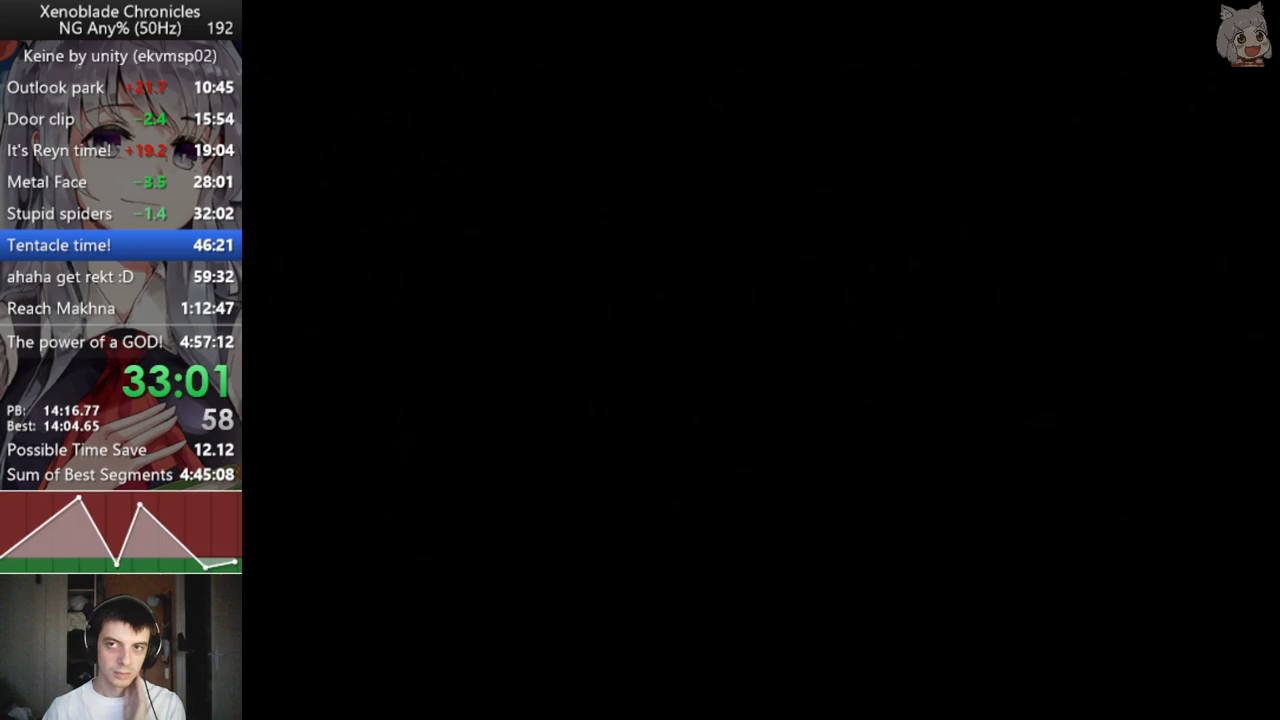 Xenoblade Chronicles
NG Any% (50Hz) 192
Keine by unity (ekvmsp02)
Outlook park +21.7 10:45
Door clip -2.4 15:54
It's Reyn time! +19.2 19:04
Metal Face -3.5 28:01
Stupid spiders -1.4 32:02
Tentacle time! 46:21
ahaha get rekt :D 59:32
Reach Makhna 1:12:47
The power of a GOD! 4:57:12
33:01
PB: 14:16.77 58
Best: 14:04.65
Possible Time Save 12.12
Sum of Best Segments 4:45:08